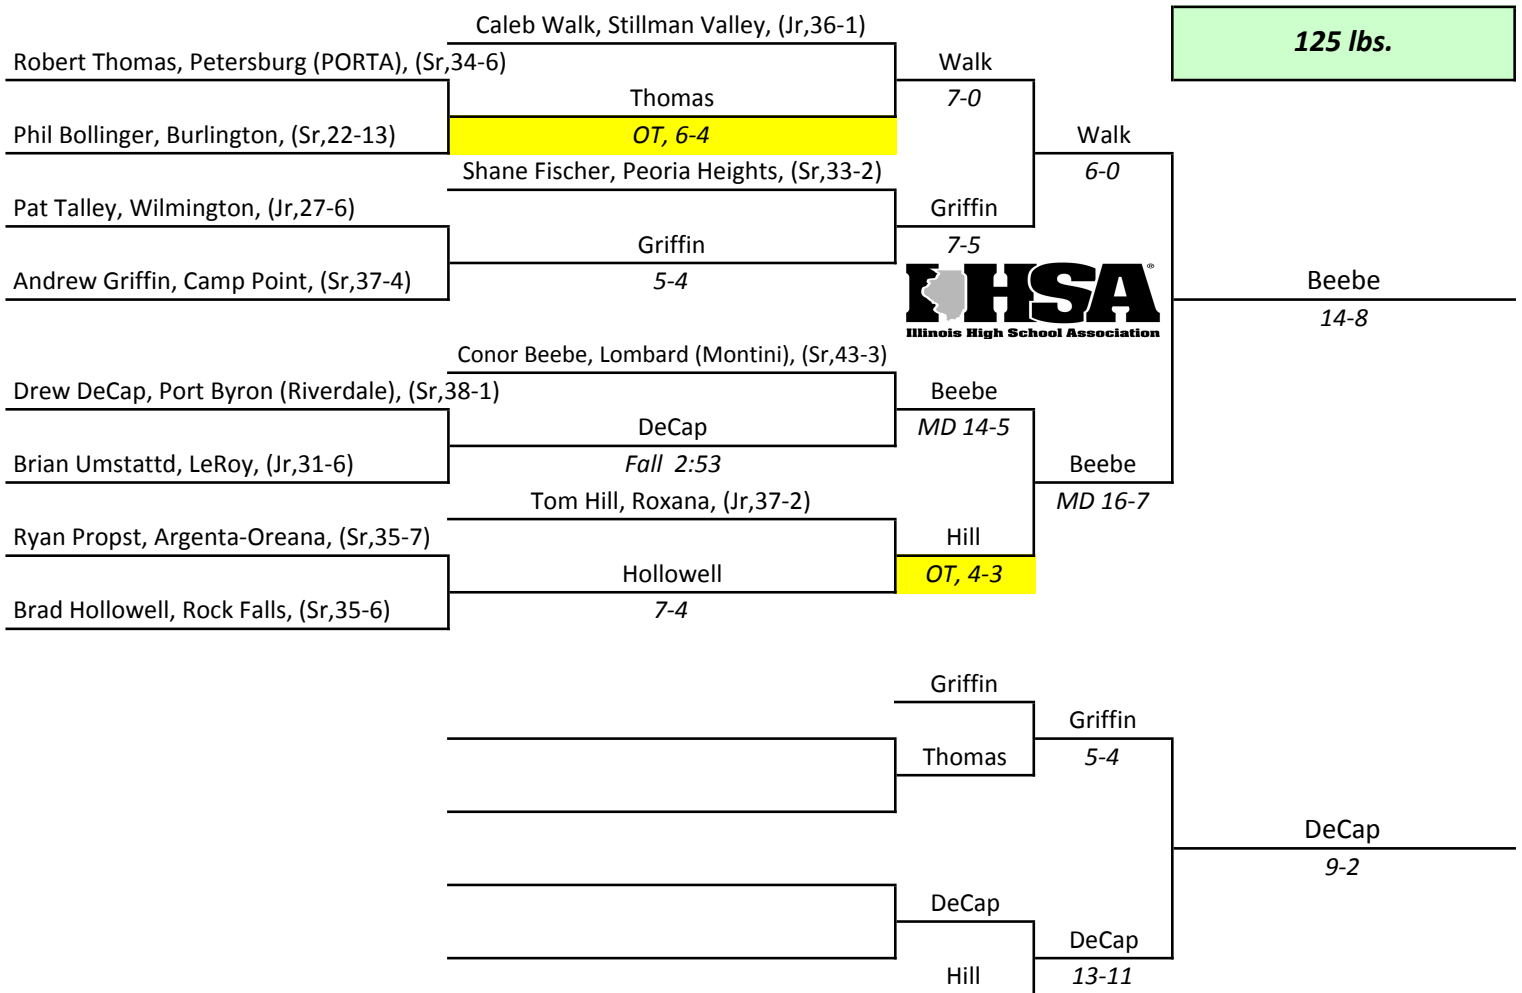 Caleb Walk, Stillman Valley, (Jr,36-1)
125 lbs.
Robert Thomas, Petersburg (PORTA), (Sr,34-6)
Walk
Thomas
7-0
Phil Bollinger, Burlington, (Sr,22-13)
OT, 6-4
Walk
Shane Fischer, Peoria Heights, (Sr,33-2)
6-0
Pat Talley, Wilmington, (Jr,27-6)
Griffin
Griffin
7-5
Andrew Griffin, Camp Point, (Sr,37-4)
5-4
IHSA®
Illinois High School Association
Beebe
14-8
Conor Beebe, Lombard (Montini), (Sr,43-3)
Drew DeCap, Port Byron (Riverdale), (Sr,38-1)
Beebe
DeCap
MD 14-5
Brian Umstattd, LeRoy, (Jr,31-6)
Fall 2:53
Beebe
Tom Hill, Roxana, (Jr,37-2)
MD 16-7
Ryan Propst, Argenta-Oreana, (Sr,35-7)
Hill
Hollowell
OT, 4-3
Brad Hollowell, Rock Falls, (Sr,35-6)
7-4
Griffin
Griffin
Thomas
5-4
DeCap
9-2
DeCap
DeCap
Hill
13-11